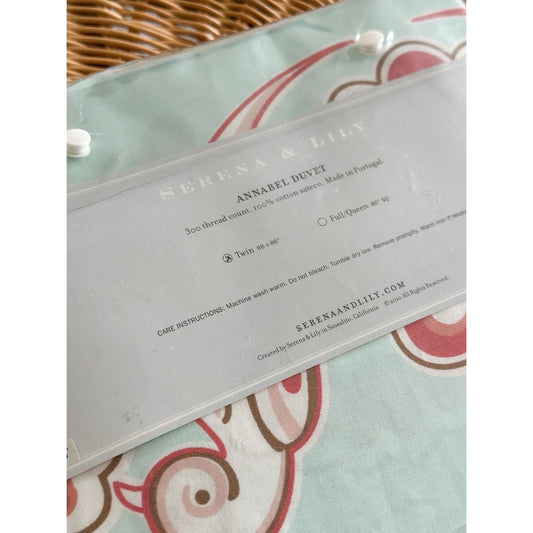 SERENA & LILY
ANNABEL DUVET
300 thread count. 100% cotton sateen. Made in Portugal.
Twin 66 x 86" Full/Queen 86" SQ
CARE INSTRUCTIONS: Machine wash warm. Do not bleach. Tumble dry low. Remove promptly. Warm iron if neces
SERENAANDLILY.COM
Created by Serena & Lily in Sausalito, California ©2010 All Rights Reserved.